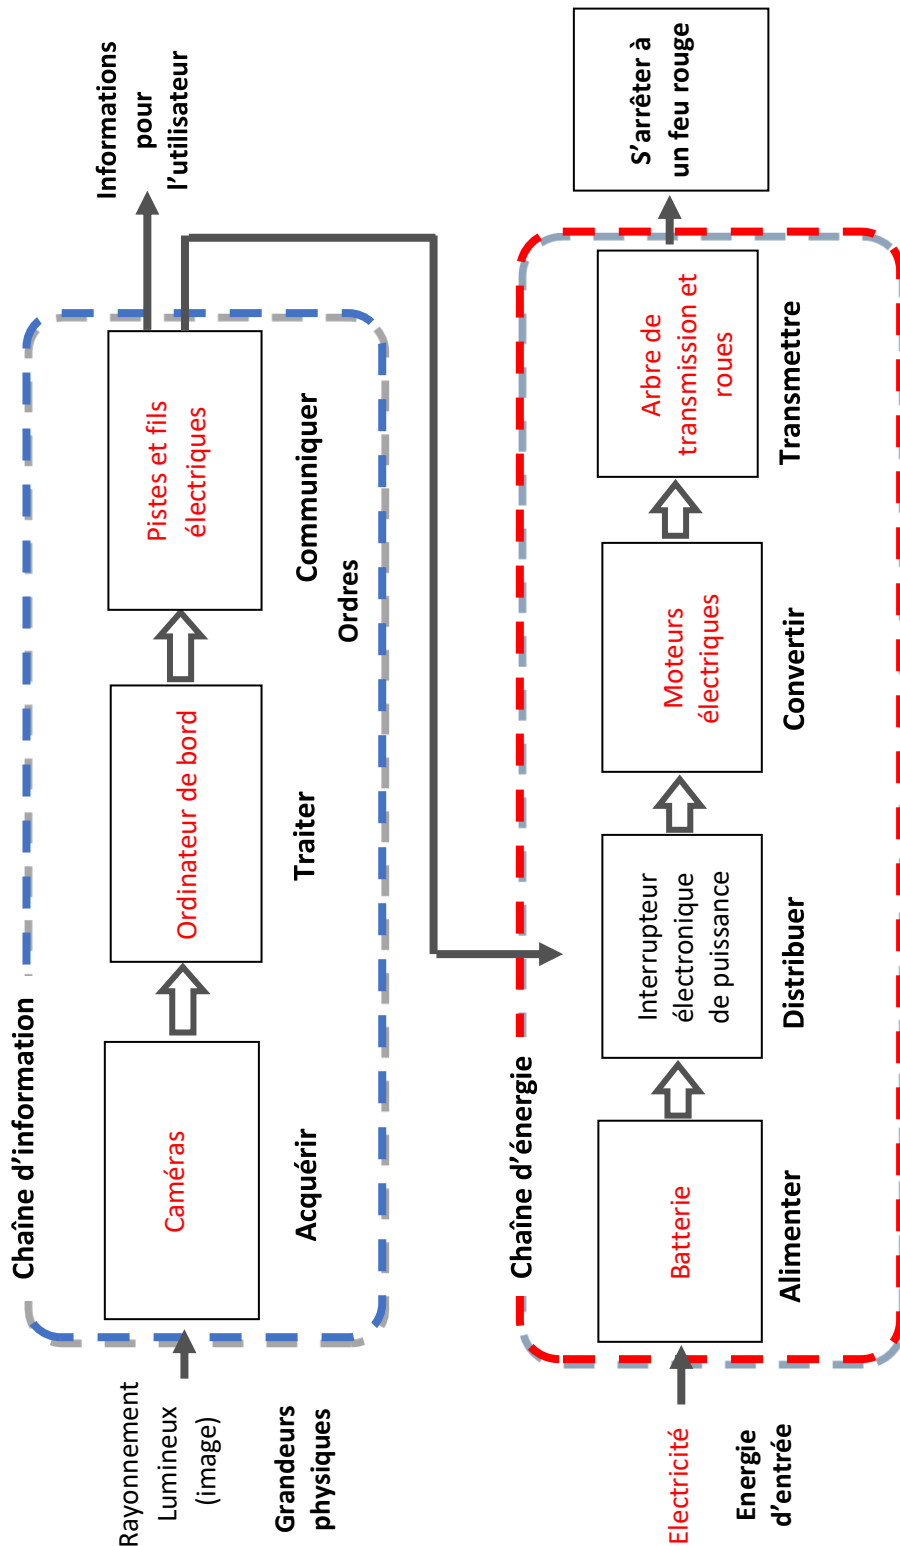 Chaîne d'information
Rayonnement
Lumineux
(image)
Grandeurs
physiques
Caméras
Acquérir
Ordinateur de bord
Traiter
Pistes et fils
électriques
Communiquer
Ordres
Informations
pour
l'utilisateur
Chaîne d'énergie
Electricité
Energie
d'entrée
Batterie
Alimenter
Interrupteur
électronique
de puissance
Distribuer
Moteurs
électriques
Convertir
Arbre de
transmission et
roues
Transmettre
S'arrêter à
un feu rouge